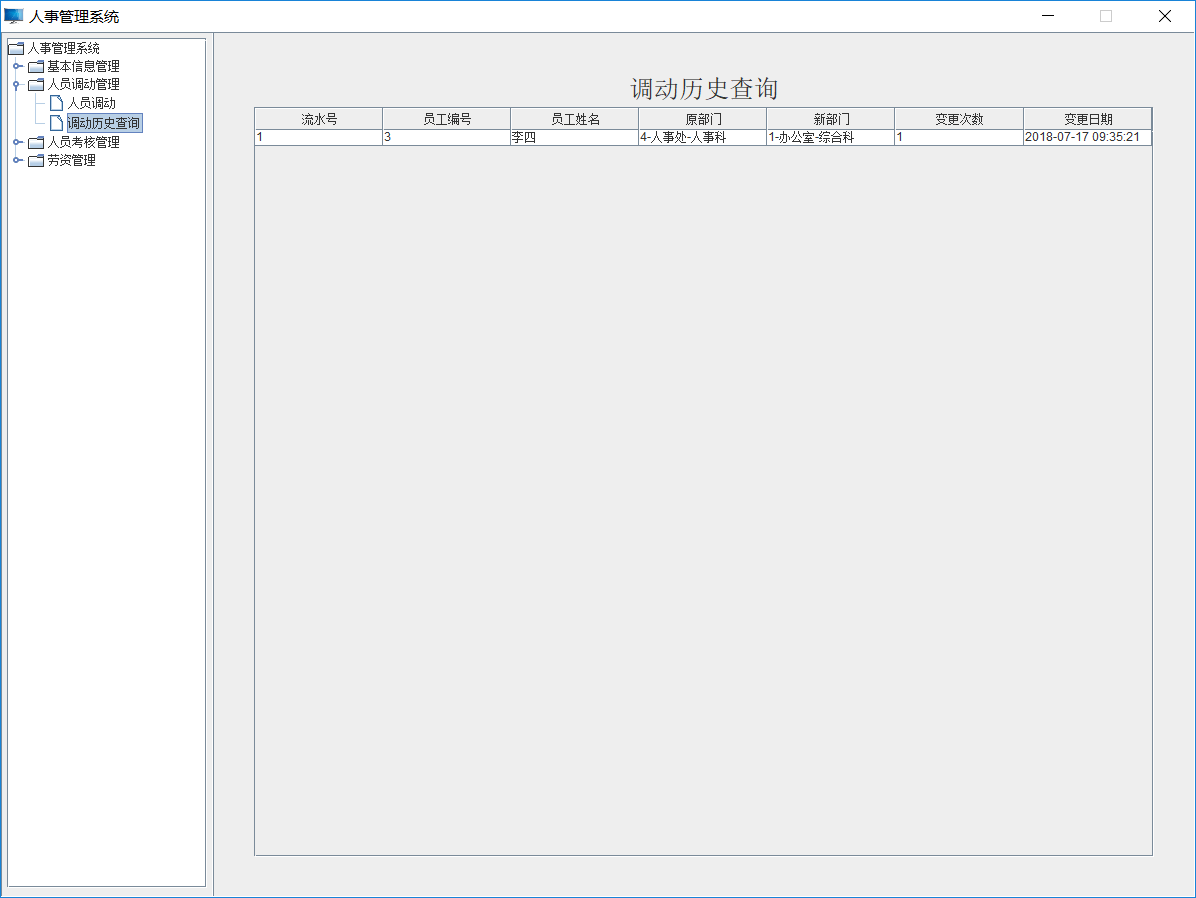 人事管理系统
人事管理系统
基本信息管理
人员调动管理
人员调动
调动历史查询
人员考核管理
劳资管理
调动历史查询
流水号 员工编号 员工姓名 原部门 新部门 变更次数 变更日期
1 3 李四 4-人事处-人事科 1-办公室-综合科 1 2018-07-17 09:35:21